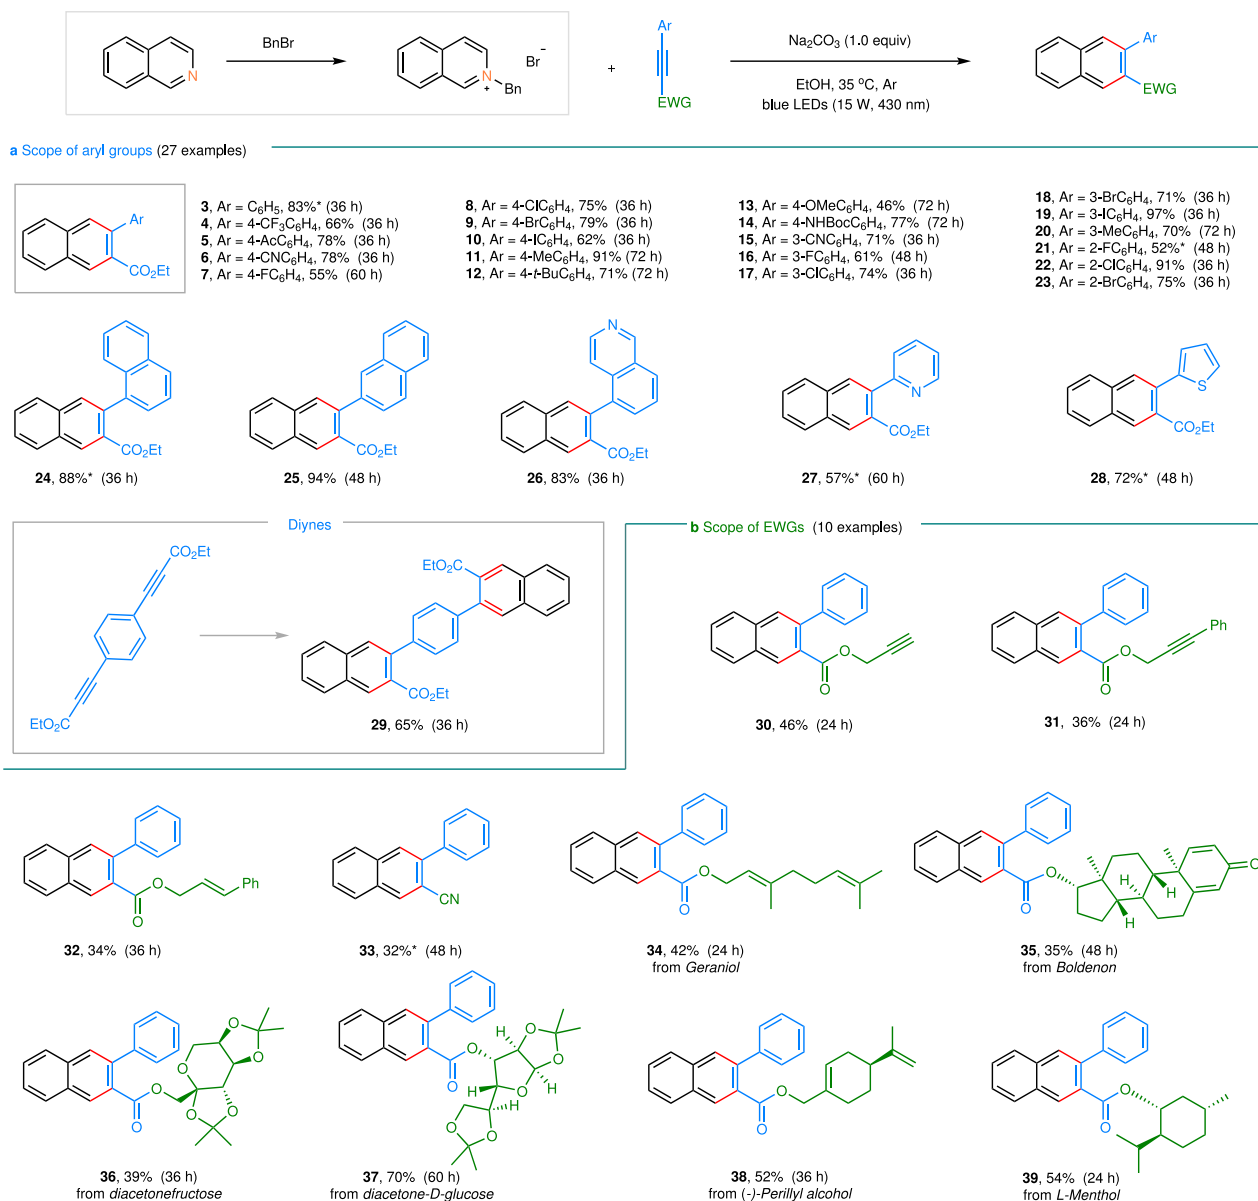 BnBr
N
N
+
Bn
Br
−
+
Ar
EWG
Na2CO3 (1.0 equiv)
EtOH, 35 °C, Ar
blue LEDs (15 W, 430 nm)
Ar
EWG
a Scope of aryl groups (27 examples)
Ar
CO2Et
3, Ar = C6H5, 83%* (36 h)
4, Ar = 4-CF3C6H4, 66% (36 h)
5, Ar = 4-AcC6H4, 78% (36 h)
6, Ar = 4-CNC6H4, 78% (36 h)
7, Ar = 4-FC6H4, 55% (60 h)
8, Ar = 4-ClC6H4, 75% (36 h)
9, Ar = 4-BrC6H4, 79% (36 h)
10, Ar = 4-IC6H4, 62% (36 h)
11, Ar = 4-MeC6H4, 91% (72 h)
12, Ar = 4-t-BuC6H4, 71% (72 h)
13, Ar = 4-OMeC6H4, 46% (72 h)
14, Ar = 4-NHBocC6H4, 77% (72 h)
15, Ar = 3-CNC6H4, 71% (36 h)
16, Ar = 3-FC6H4, 61% (48 h)
17, Ar = 3-ClC6H4, 74% (36 h)
18, Ar = 3-BrC6H4, 71% (36 h)
19, Ar = 3-IC6H4, 97% (36 h)
20, Ar = 3-MeC6H4, 70% (72 h)
21, Ar = 2-FC6H4, 52%* (48 h)
22, Ar = 2-ClC6H4, 91% (36 h)
23, Ar = 2-BrC6H4, 75% (36 h)
CO2Et
24, 88%* (36 h)
CO2Et
25, 94% (48 h)
N
CO2Et
26, 83% (36 h)
N
CO2Et
27, 57%* (60 h)
S
CO2Et
28, 72%* (48 h)
Diynes
CO2Et
EtO2C
EtO2C
CO2Et
29, 65% (36 h)
b Scope of EWGs (10 examples)
O
O
30, 46% (24 h)
Ph
O
O
31, 36% (24 h)
O
Ph
O
32, 34% (36 h)
CN
33, 32%* (48 h)
O
O
34, 42% (24 h)
from Geraniol
O
O
H
H
H
O
35, 35% (48 h)
from Boldenon
O
O
O
O
O
O
O
36, 39% (36 h)
from diacetonefructose
O
O
H
O
O
O
H
H
O
O
37, 70% (60 h)
from diacetone-D-glucose
O
O
38, 52% (36 h)
from (-)-Perillyl alcohol
O
O
39, 54% (24 h)
from L-Menthol